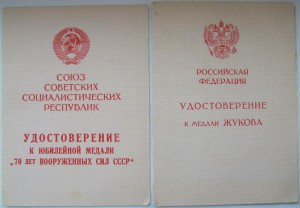 СОЮЗ
СОВЕТСКИХ
СОЦИАЛИСТИЧЕСКИХ
РЕСПУБЛИК
УДОСТОВЕРЕНИЕ
К ЮБИЛЕЙНОЙ МЕДАЛИ
„70 ЛЕТ ВООРУЖЕННЫХ СИЛ СССР“
РОССИЙСКАЯ
ФЕДЕРАЦИЯ
УДОСТОВЕРЕНИЕ
К МЕДАЛИ ЖУКОВА